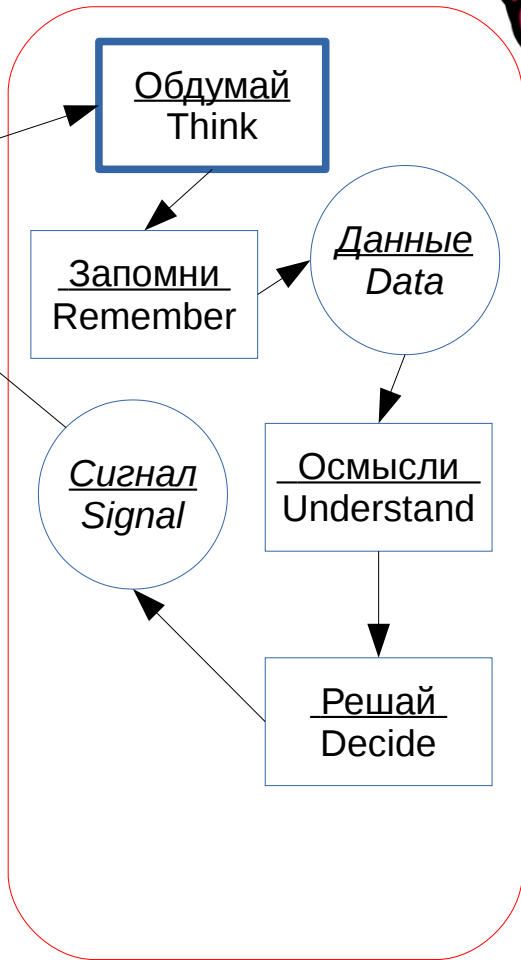 Обдумай
Think
Запомни
Remember
Данные
Data
Осмысли
Understand
Сигнал
Signal
Решай
Decide